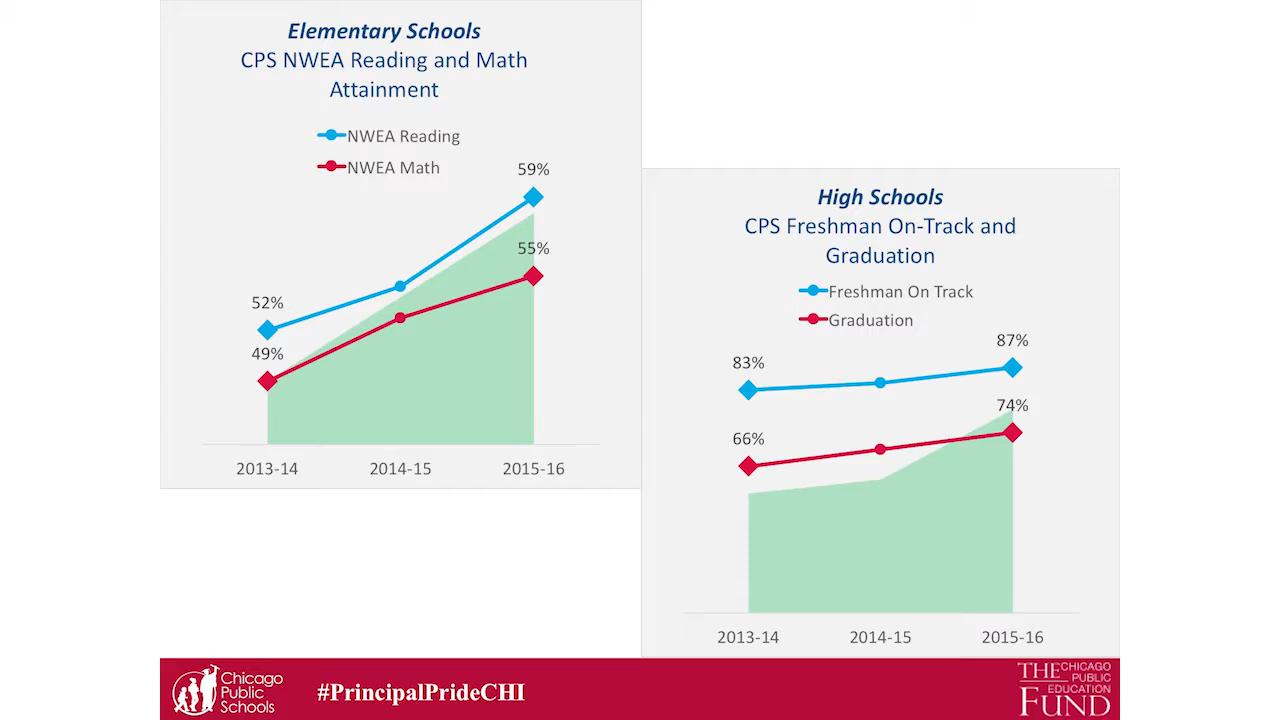 Elementary Schools
CPS NWEA Reading and Math
Attainment
NWEA Reading
NWEA Math
59%
55%
52%
49%
2013-14 2014-15 2015-16
High Schools
CPS Freshman On-Track and
Graduation
Freshman On Track
Graduation
87%
83%
74%
66%
2013-14 2014-15 2015-16
Chicago
Public
Schools
#PrincipalPrideCHI
THE CHICAGO
PUBLIC
EDUCATION
FUND